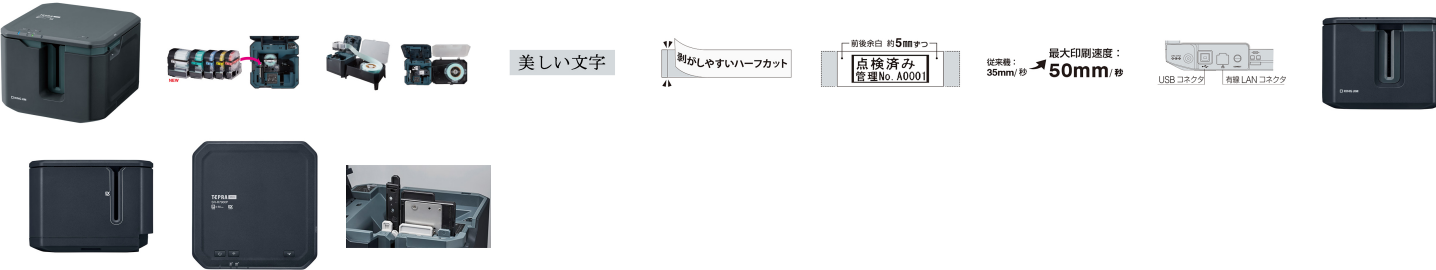 NEW
美しい文字
剥がしやすいハーフカット
前後余白 約5mmずつ
点検済み
管理No. A0001
従来機：
35mm/秒
最大印刷速度：
50mm/秒
USB コネクタ
有線LANコネクタ
TEPRA